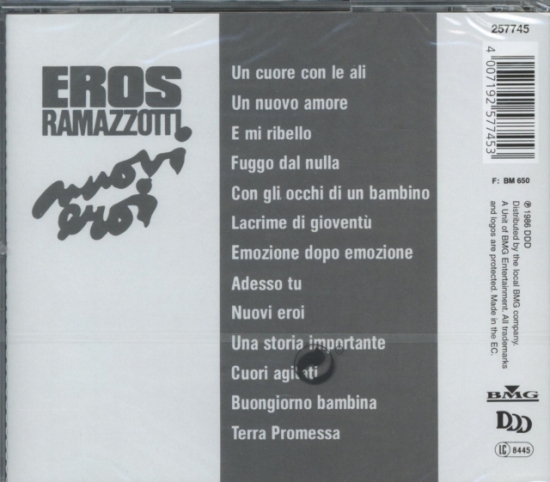 EROS
RAMAZZOTTI
nuovi
eroi
Un cuore con le ali
Un nuovo amore
E mi ribello
Fuggo dal nulla
Con gli occhi di un bambino
Lacrime di gioventù
Emozione dopo emozione
Adesso tu
Nuovi eroi
Una storia importante
Cuori agitati
Buongiorno bambina
Terra Promessa
257745
4 007192 577453
F: BM 650
℗ 1986 DDD
Distributed by the local BMG company.
A Unit of BMG Entertainment. All trademarks
and logos are protected. Made in the EC.
BMG
DDD
LC 8445